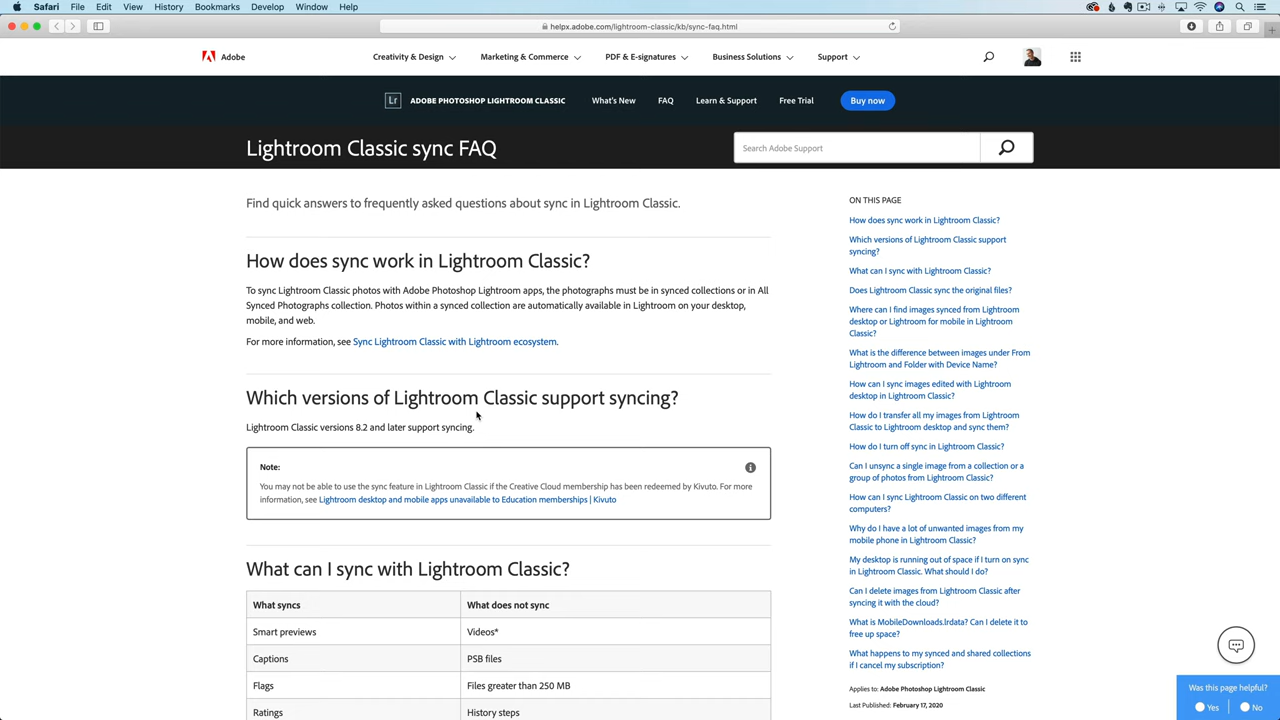 Safari File Edit View History Bookmarks Develop Window Help
helpx.adobe.com/lightroom-classic/kb/sync-faq.html
Adobe Creativity & Design Marketing & Commerce PDF & E-signatures Business Solutions Support
Lr ADOBE PHOTOSHOP LIGHTROOM CLASSIC What's New FAQ Learn & Support Free Trial Buy now
Lightroom Classic sync FAQ
Search Adobe Support
Find quick answers to frequently asked questions about sync in Lightroom Classic.
How does sync work in Lightroom Classic?
To sync Lightroom Classic photos with Adobe Photoshop Lightroom apps, the photographs must be in synced collections or in All
Synced Photographs collection. Photos within a synced collection are automatically available in Lightroom on your desktop,
mobile, and web.
For more information, see Sync Lightroom Classic with Lightroom ecosystem.
Which versions of Lightroom Classic support syncing?
Lightroom Classic versions 8.2 and later support syncing.
Note:
You may not be able to use the sync feature in Lightroom Classic if the Creative Cloud membership has been redeemed by Kivuto. For more
information, see Lightroom desktop and mobile apps unavailable to Education memberships | Kivuto
What can I sync with Lightroom Classic?
What syncs What does not sync
Smart previews Videos*
Captions PSB files
Flags Files greater than 250 MB
Ratings History steps
ON THIS PAGE
How does sync work in Lightroom Classic?
Which versions of Lightroom Classic support
syncing?
What can I sync with Lightroom Classic?
Does Lightroom Classic sync the original files?
Where can I find images synced from Lightroom
desktop or Lightroom for mobile in Lightroom
Classic?
What is the difference between images under From
Lightroom and Folder with Device Name?
How can I sync images edited with Lightroom
desktop in Lightroom Classic?
How do I transfer all my images from Lightroom
Classic to Lightroom desktop and sync them?
How do I turn off sync in Lightroom Classic?
Can I unsync a single image from a collection or a
group of photos from Lightroom Classic?
How can I sync Lightroom Classic on two different
computers?
Why do I have a lot of unwanted images from my
mobile phone in Lightroom Classic?
My desktop is running out of space if I turn on sync
in Lightroom Classic. What should I do?
Can I delete images from Lightroom Classic after
syncing it with the cloud?
What is MobileDownloads.lrdata? Can I delete it to
free up space?
What happens to my synced and shared collections
if I cancel my subscription?
Applies to: Adobe Photoshop Lightroom Classic
Last Published: February 17, 2020
Was this page helpful?
Yes No